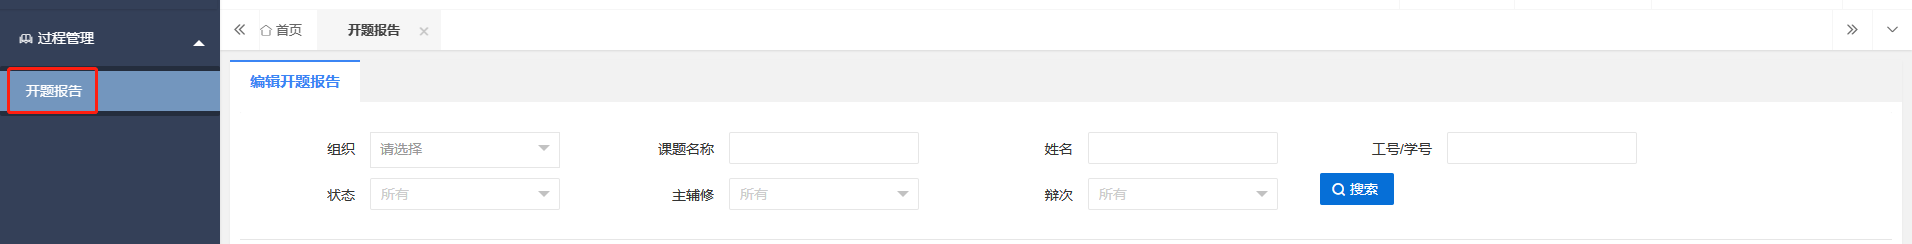 过程管理
开题报告
首页
开题报告
编辑开题报告
组织 请选择 课题名称 姓名 工号/学号
状态 所有 主辅修 所有 辩次 所有 搜索